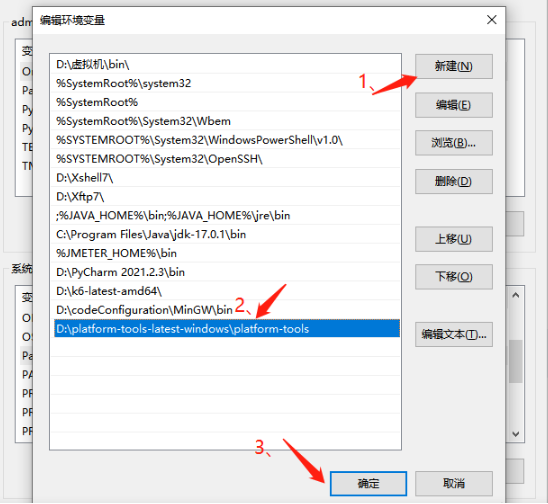 adm
编辑环境变量
变
O
Pa
Py
Py
TE
TM
D:\虚拟机\bin\
%SystemRoot%\system32
%SystemRoot%
%SystemRoot%\System32\Wbem
%SYSTEMROOT%\System32\WindowsPowerShell\v1.0\
%SYSTEMROOT%\System32\OpenSSH\
D:\Xshell7\
D:\Xftp7\
;%JAVA_HOME%\bin;%JAVA_HOME%\jre\bin
C:\Program Files\Java\jdk-17.0.1\bin
%JMETER_HOME%\bin
D:\PyCharm 2021.2.3\bin
D:\k6-latest-amd64\
D:\codeConfiguration\MinGW\bin
D:\platform-tools-latest-windows\platform-tools
1、
2、
3、
新建(N)
编辑(E)
浏览(B)...
删除(D)
上移(U)
下移(O)
编辑文本(T)...
确定
取消
系统
变
O
OS
Pa
PA
PF
PF
PF